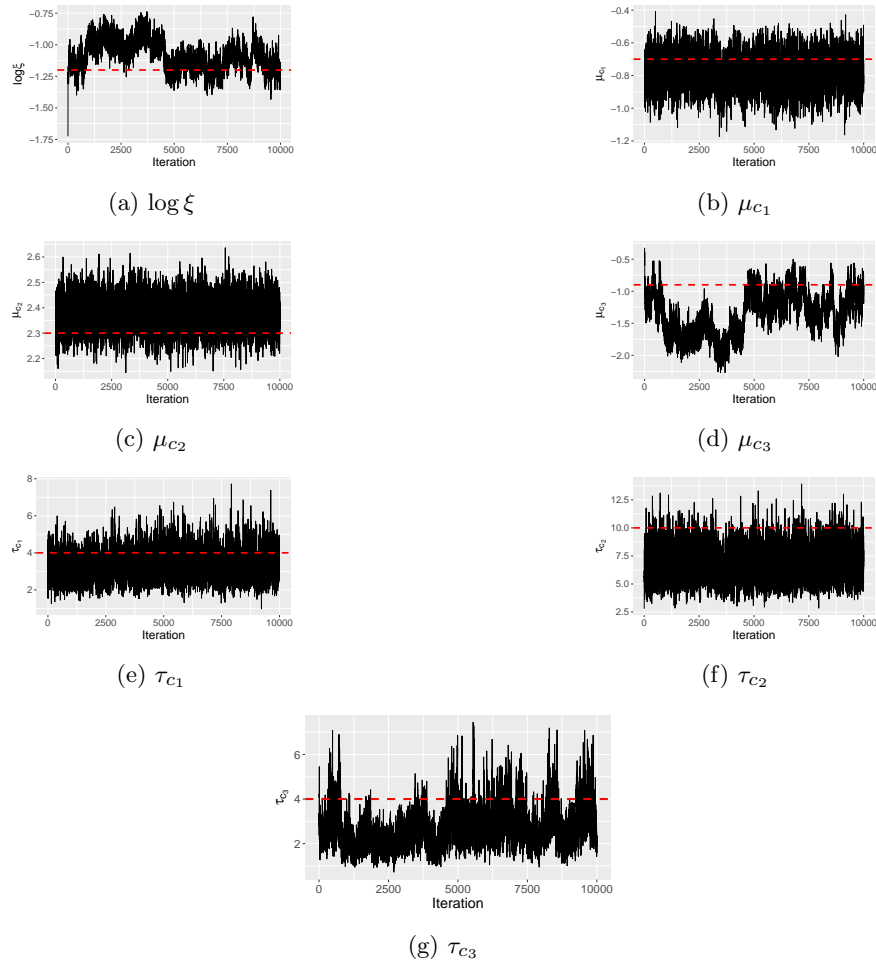 −0.75
−1.00
−1.25
−1.50
−1.75
logξ
0 2500 5000 7500 10000
Iteration
(a) log ξ
−0.4
−0.6
−0.8
−1.0
−1.2
μc1
0 2500 5000 7500 10000
Iteration
(b) μc1
2.6
2.5
2.4
2.3
2.2
μc2
0 2500 5000 7500 10000
Iteration
(c) μc2
−0.5
−1.0
−1.5
−2.0
μc3
0 2500 5000 7500 10000
Iteration
(d) μc3
8
6
4
2
τc1
0 2500 5000 7500 10000
Iteration
(e) τc1
12.5
10.0
7.5
5.0
2.5
τc2
0 2500 5000 7500 10000
Iteration
(f) τc2
6
4
2
τc3
0 2500 5000 7500 10000
Iteration
(g) τc3